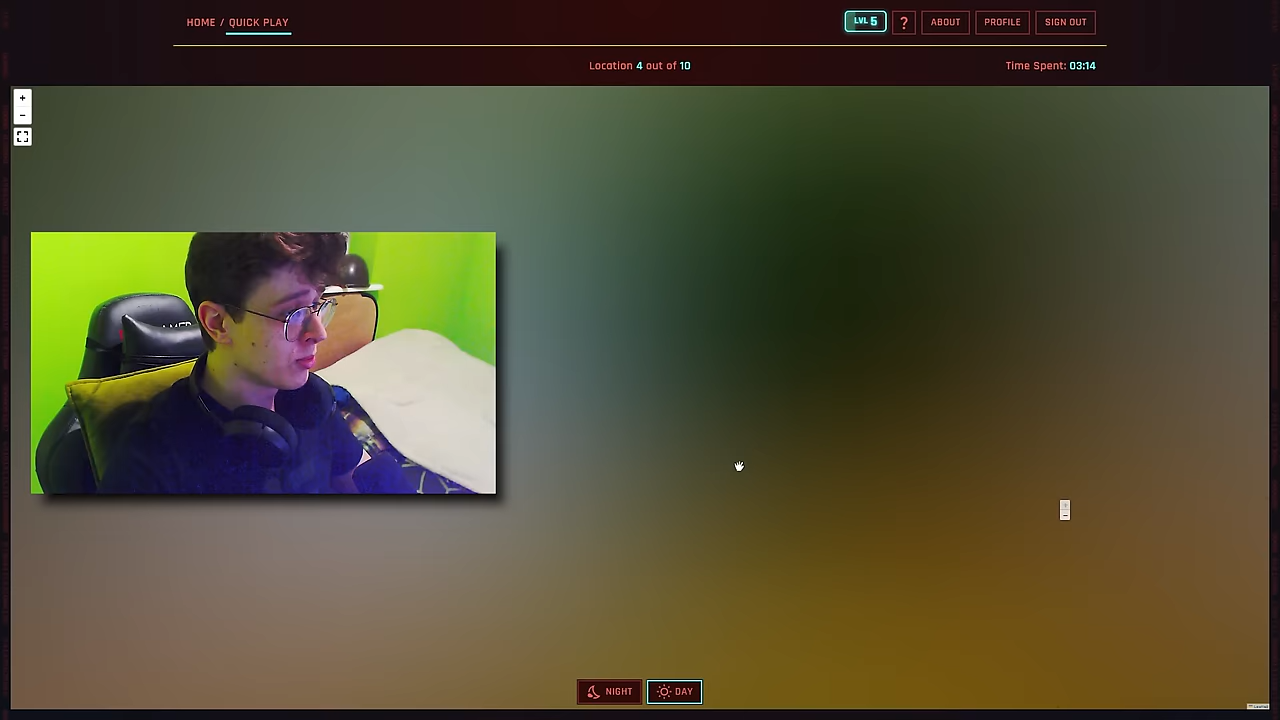 HOME / QUICK PLAY
LVL 5
?
ABOUT
PROFILE
SIGN OUT
Location 4 out of 10
Time Spent: 03:14
+
−
NIGHT
DAY